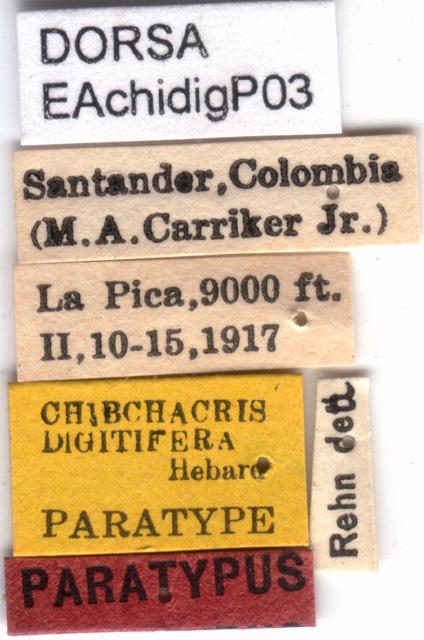 DORSA
EAchidigP03
Santander,Colombia
(M.A.Carriker Jr.)
La Pica,9000 ft.
II,10-15,1917
CHIBCHACRIS
DIGITIFERA
Hebard
PARATYPE
Rehn dett
PARATYPUS